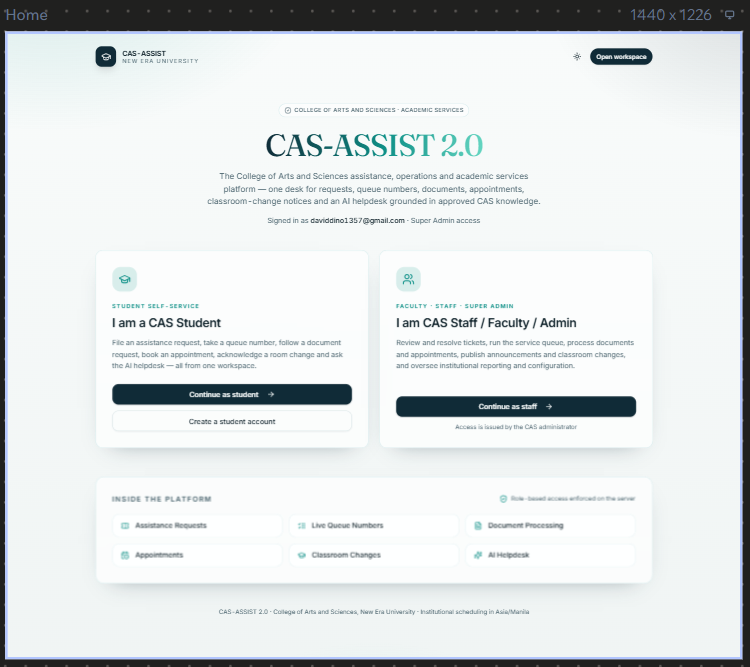 Home
1440 x 1226
CAS-ASSIST
NEW ERA UNIVERSITY
Open workspace
COLLEGE OF ARTS AND SCIENCES · ACADEMIC SERVICES
CAS-ASSIST 2.0
The College of Arts and Sciences assistance, operations and academic services
platform — one desk for requests, queue numbers, documents, appointments,
classroom-change notices and an AI helpdesk grounded in approved CAS knowledge.
Signed in as daviddino1357@gmail.com · Super Admin access
STUDENT SELF-SERVICE
I am a CAS Student
File an assistance request, take a queue number, follow a document
request, book an appointment, acknowledge a room change and ask
the AI helpdesk — all from one workspace.
Continue as student →
Create a student account
FACULTY · STAFF · SUPER ADMIN
I am CAS Staff / Faculty / Admin
Review and resolve tickets, run the service queue, process documents
and appointments, publish announcements and classroom changes,
and oversee institutional reporting and configuration.
Continue as staff →
Access is issued by the CAS administrator
INSIDE THE PLATFORM
Role-based access enforced on the server
Assistance Requests
Live Queue Numbers
Document Processing
Appointments
Classroom Changes
AI Helpdesk
CAS-ASSIST 2.0 · College of Arts and Sciences, New Era University · Institutional scheduling in Asia/Manila